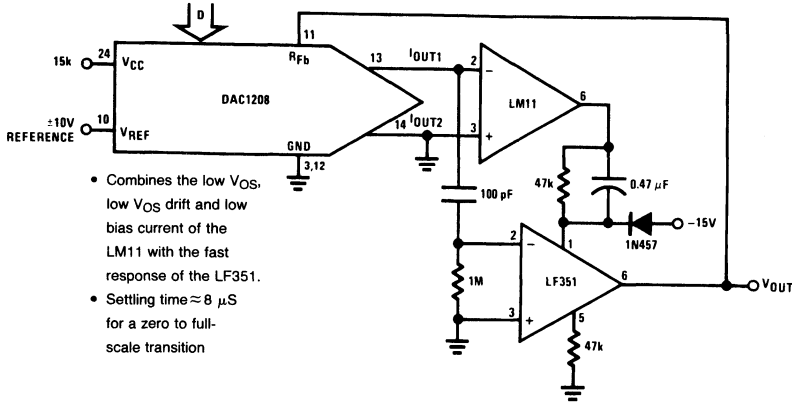 D
11
RFb
15k
24
VCC
13
IOUT1
2
−
6
DAC1208
LM11
±10V
REFERENCE
10
VREF
14
IOUT2
3
+
GND
3,12
47k
0.47 μF
100 pF
1N457
−15V
2
−
1
1M
LF351
6
VOUT
3
+
5
47k
• Combines the low VOS,
low VOS drift and low
bias current of the
LM11 with the fast
response of the LF351.
• Settling time ≈ 8 μS
for a zero to full-
scale transition